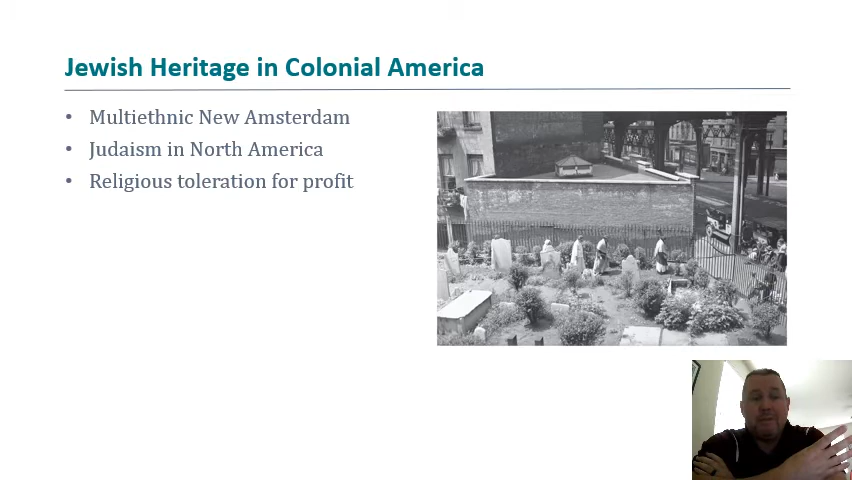 Jewish Heritage in Colonial America
• Multiethnic New Amsterdam
• Judaism in North America
• Religious toleration for profit